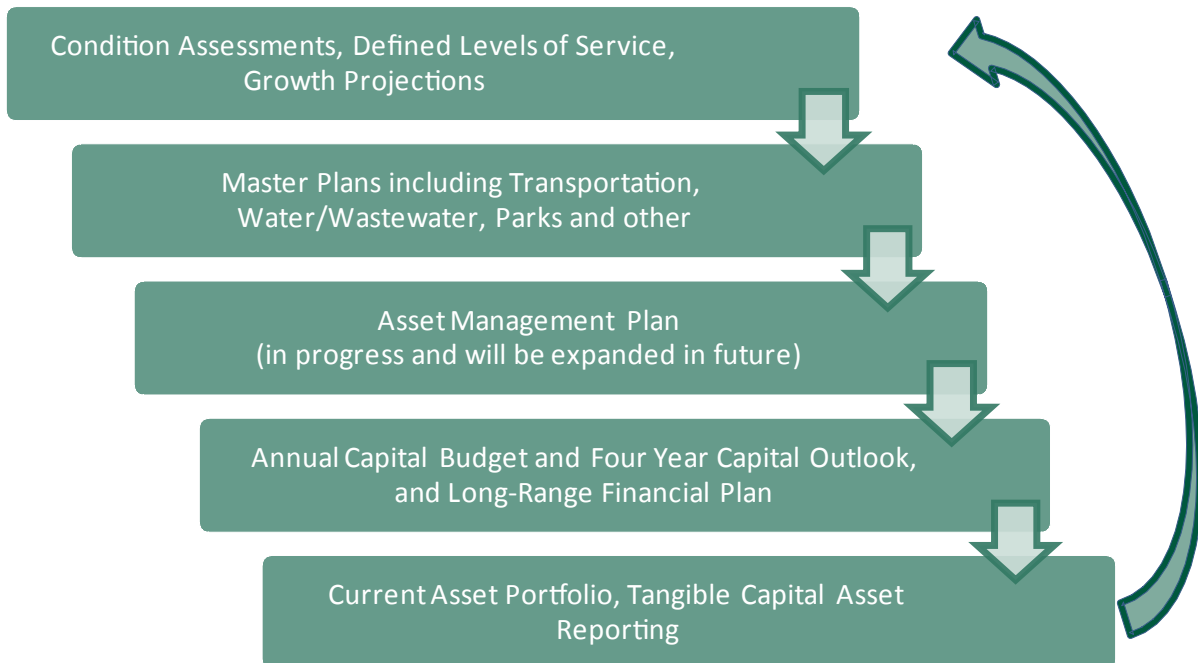 Condition Assessments, Defined Levels of Service,
Growth Projections
Master Plans including Transportation,
Water/Wastewater, Parks and other
Asset Management Plan
(in progress and will be expanded in future)
Annual Capital Budget and Four Year Capital Outlook,
and Long-Range Financial Plan
Current Asset Portfolio, Tangible Capital Asset
Reporting